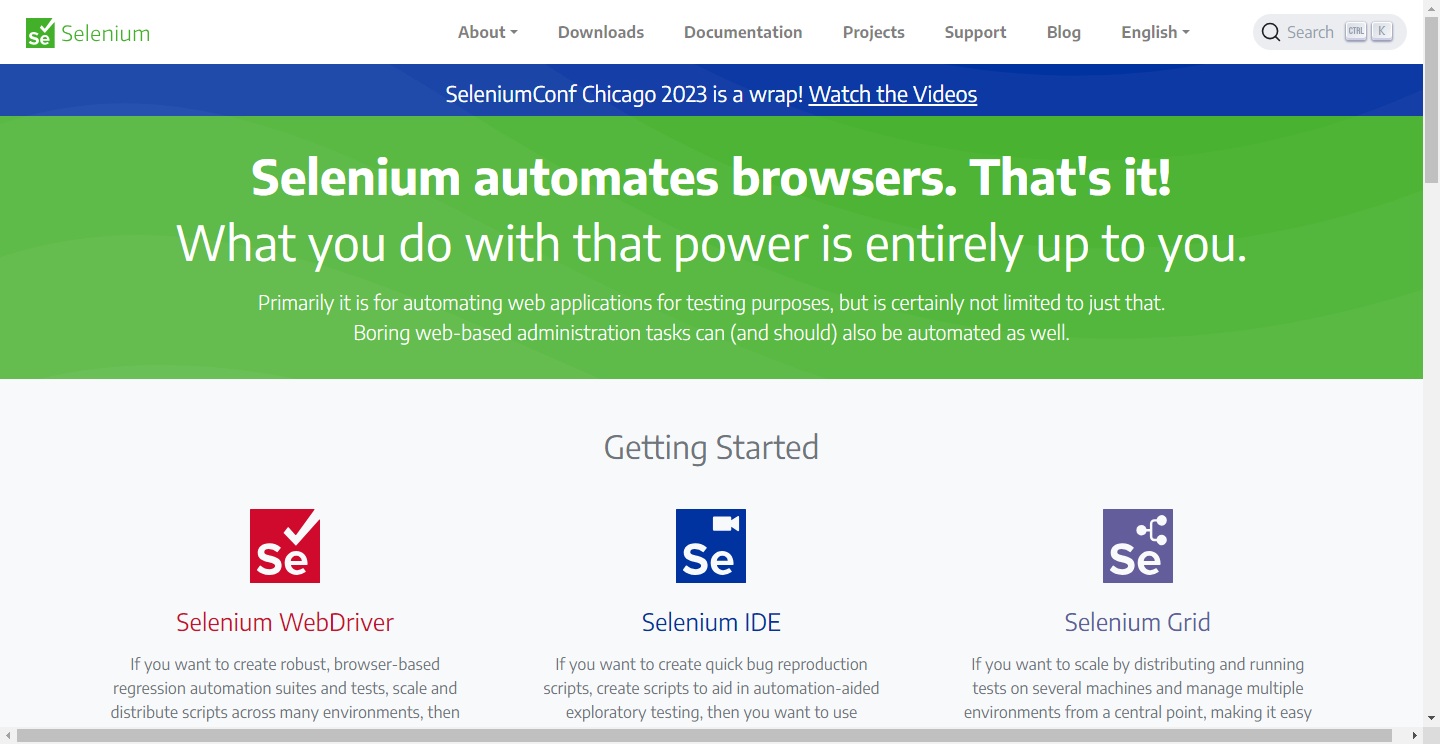 Se Selenium
About
Downloads
Documentation
Projects
Support
Blog
English
Search CTRL K
SeleniumConf Chicago 2023 is a wrap! Watch the Videos
Selenium automates browsers. That's it!
What you do with that power is entirely up to you.
Primarily it is for automating web applications for testing purposes, but is certainly not limited to just that.
Boring web-based administration tasks can (and should) also be automated as well.
Getting Started
Se
Selenium WebDriver
If you want to create robust, browser-based
regression automation suites and tests, scale and
distribute scripts across many environments, then
Se
Selenium IDE
If you want to create quick bug reproduction
scripts, create scripts to aid in automation-aided
exploratory testing, then you want to use
Se
Selenium Grid
If you want to scale by distributing and running
tests on several machines and manage multiple
environments from a central point, making it easy